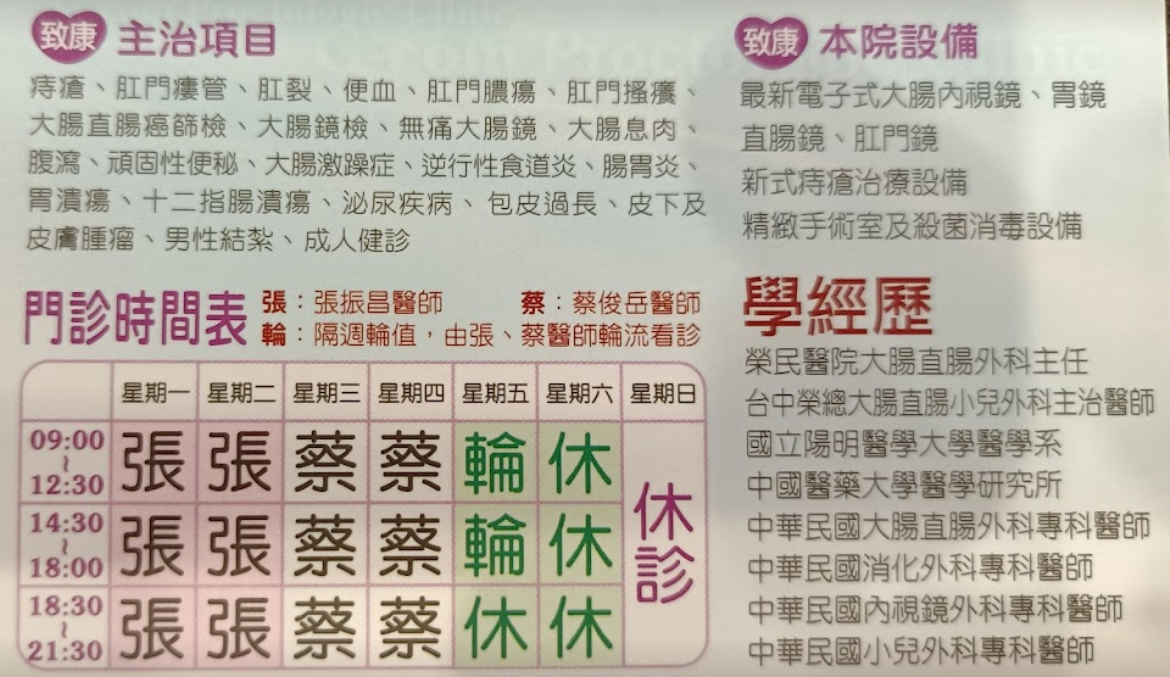 致康 主治項目
痔瘡、肛門瘻管、肛裂、便血、肛門膿瘍、肛門搔癢、
大腸直腸癌篩檢、大腸鏡檢、無痛大腸鏡、大腸息肉、
腹瀉、頑固性便秘、大腸激躁症、逆行性食道炎、腸胃炎、
胃潰瘍、十二指腸潰瘍、泌尿疾病、包皮過長、皮下及
皮膚腫瘤、男性結紮、成人健診
門診時間表
張：張振昌醫師 蔡：蔡俊岳醫師
輪：隔週輪值，由張、蔡醫師輪流看診
星期一 星期二 星期三 星期四 星期五 星期六 星期日
09:00~12:30 張 張 蔡 蔡 輪 休
14:30~18:00 張 張 蔡 蔡 輪 休
18:30~21:30 張 張 蔡 蔡 休 休
休診
致康 本院設備
最新電子式大腸內視鏡、胃鏡
直腸鏡、肛門鏡
新式痔瘡治療設備
精緻手術室及殺菌消毒設備
學經歷
榮民醫院大腸直腸外科主任
台中榮總大腸直腸小兒外科主治醫師
國立陽明醫學大學醫學系
中國醫藥大學醫學研究所
中華民國大腸直腸外科專科醫師
中華民國消化外科專科醫師
中華民國內視鏡外科專科醫師
中華民國小兒外科專科醫師